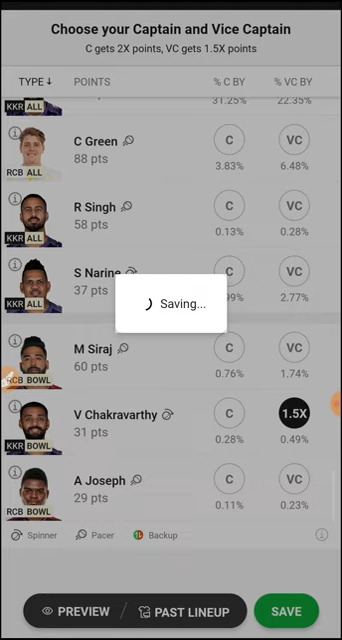 Choose your Captain and Vice Captain
C gets 2X points, VC gets 1.5X points
TYPE ↓ POINTS % C BY % VC BY
KKR ALL 31.25% 22.35%
C Green C VC
88 pts
RCB ALL 3.83% 6.48%
R Singh C VC
58 pts
KKR ALL 0.13% 0.28%
S Narine C VC
37 pts 99% 2.77%
KKR ALL
Saving...
M Siraj C VC
60 pts
RCB BOWL 0.76% 1.74%
V Chakravarthy C 1.5X
31 pts
KKR BOWL 0.28% 0.49%
A Joseph C VC
29 pts
RCB BOWL 0.11% 0.23%
Spinner Pacer Backup
PREVIEW / PAST LINEUP SAVE